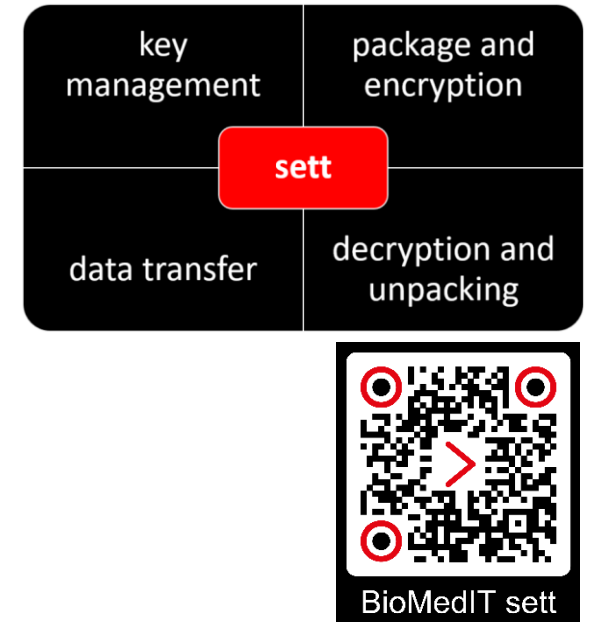 key
management
package and
encryption
sett
data transfer
decryption and
unpacking
BioMedIT sett